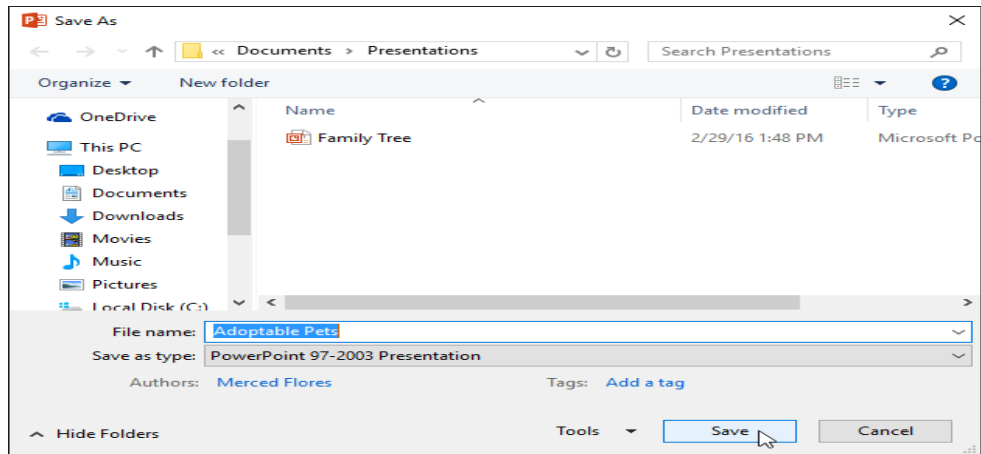 Save As
« Documents > Presentations Search Presentations
Organize New folder
Name Date modified Type
Family Tree 2/29/16 1:48 PM Microsoft Po
OneDrive
This PC
Desktop
Documents
Downloads
Movies
Music
Pictures
Local Disk (C:)
File name: Adoptable Pets
Save as type: PowerPoint 97-2003 Presentation
Authors: Merced Flores Tags: Add a tag
Hide Folders Tools Save Cancel